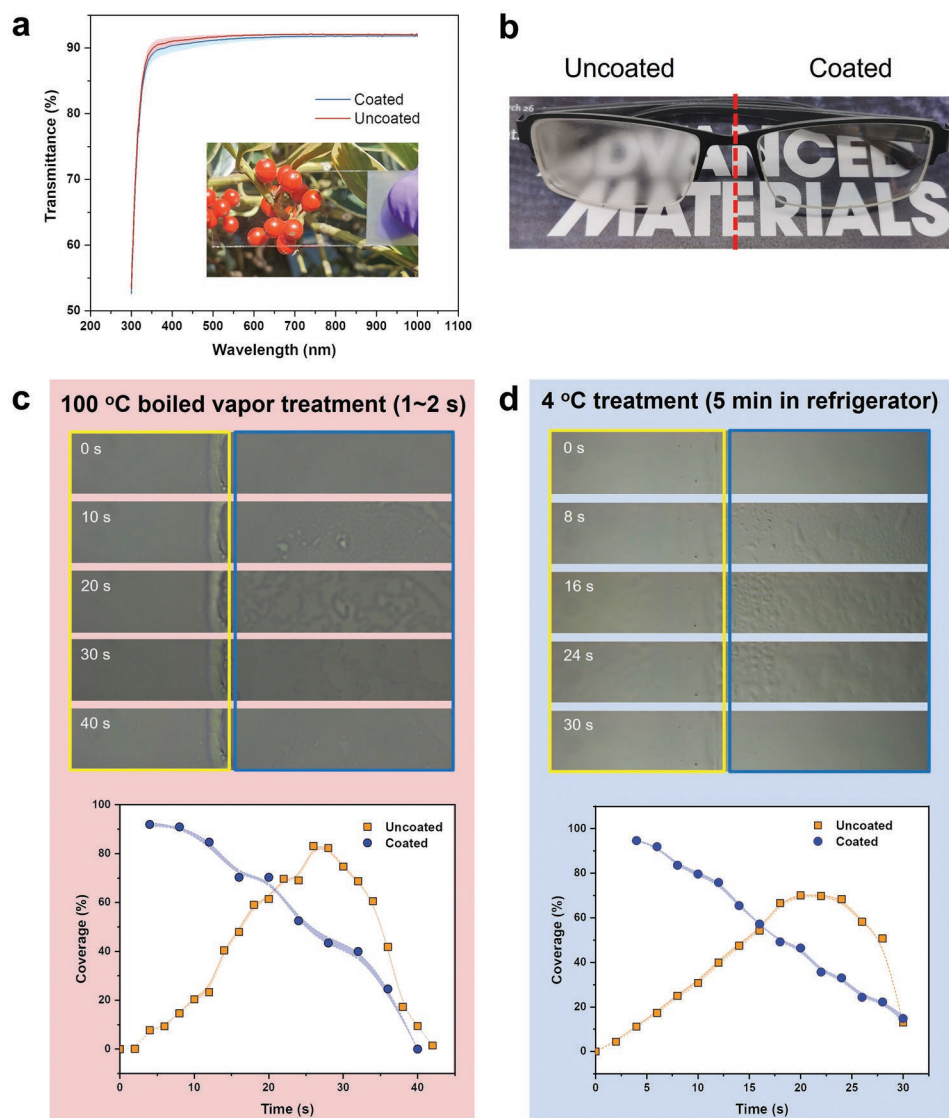 a
Transmittance (%)
90
80
70
60
50
Coated
Uncoated
200 300 400 500 600 700 800 900 1000 1100
Wavelength (nm)
b
Uncoated Coated
rch 26
ADVANCED
MATERIALS
c 100 °C boiled vapor treatment (1~2 s)
0 s
10 s
20 s
30 s
40 s
Coverage (%)
100
80
60
40
20
0
Uncoated
Coated
0 10 20 30 40
Time (s)
d 4 °C treatment (5 min in refrigerator)
0 s
8 s
16 s
24 s
30 s
Coverage (%)
100
80
60
40
20
0
Uncoated
Coated
0 5 10 15 20 25 30
Time (s)